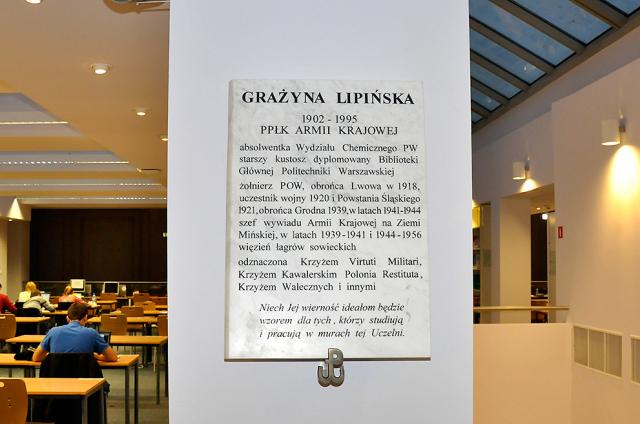 GRAŻYNA LIPIŃSKA
1902 - 1995
PPŁK ARMII KRAJOWEJ
absolwentka Wydziału Chemicznego PW
starszy kustosz dyplomowany Biblioteki
Głównej Politechniki Warszawskiej
żołnierz POW, obrońca Lwowa w 1918,
uczestnik wojny 1920 i Powstania Śląskiego
1921, obrońca Grodna 1939, w latach 1941-1944
szef wywiadu Armii Krajowej na Ziemi
Mińskiej, w latach 1939-1941 i 1944-1956
więzień łagrów sowieckich
odznaczona Krzyżem Virtuti Militari,
Krzyżem Kawalerskim Polonia Restituta,
Krzyżem Walecznych i innymi
Niech Jej wierność ideałom będzie
wzorem dla tych, którzy studiują
i pracują w murach tej Uczelni.